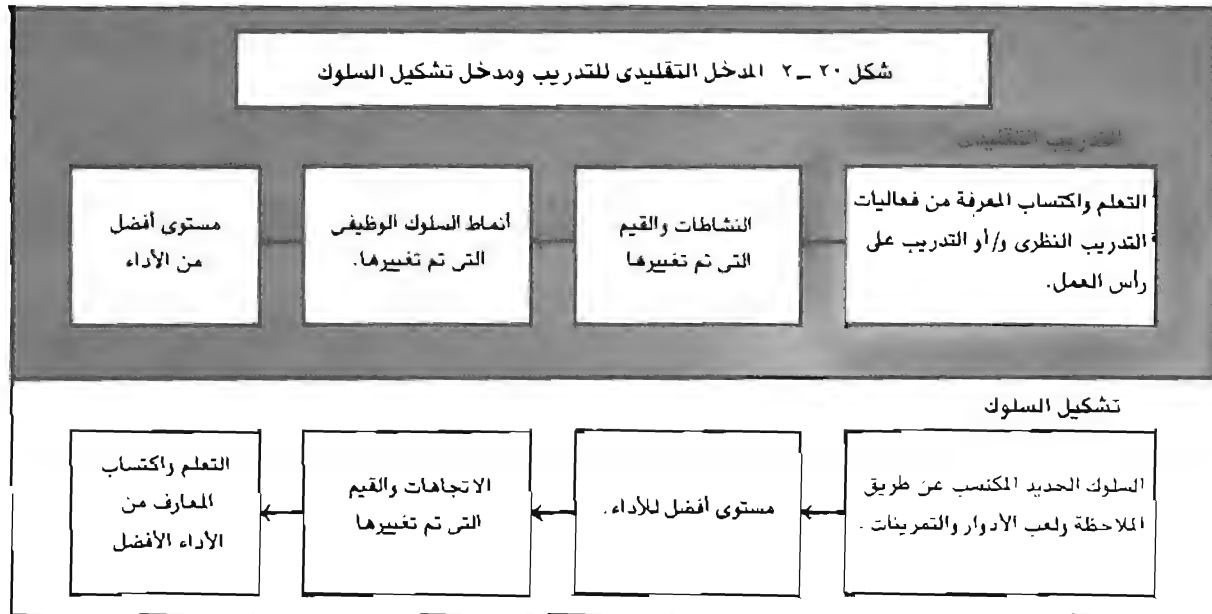 شكل ٢٠ – ٢ المدخل التقليدى للتدريب ومدخل تشكيل السلوك
التدريب التقليدى
التعلم واكتساب المعرفة من فعاليات
التدريب النظرى و/أو التدريب على
رأس العمل.
النشاطات والقيم
التى تم تغييرها
أنماط السلوك الوظيفى
التى تم تغييرها.
مستوى أفضل
من الأداء
تشكيل السلوك
السلوك الجديد المكتسب عن طريق
الملاحظة ولعب الأدوار والتمرينات .
مستوى أفضل للأداء.
الاتجاهات والقيم
التى تم تغييرها
التعلم واكتساب
المعارف من
الأداء الأفضل